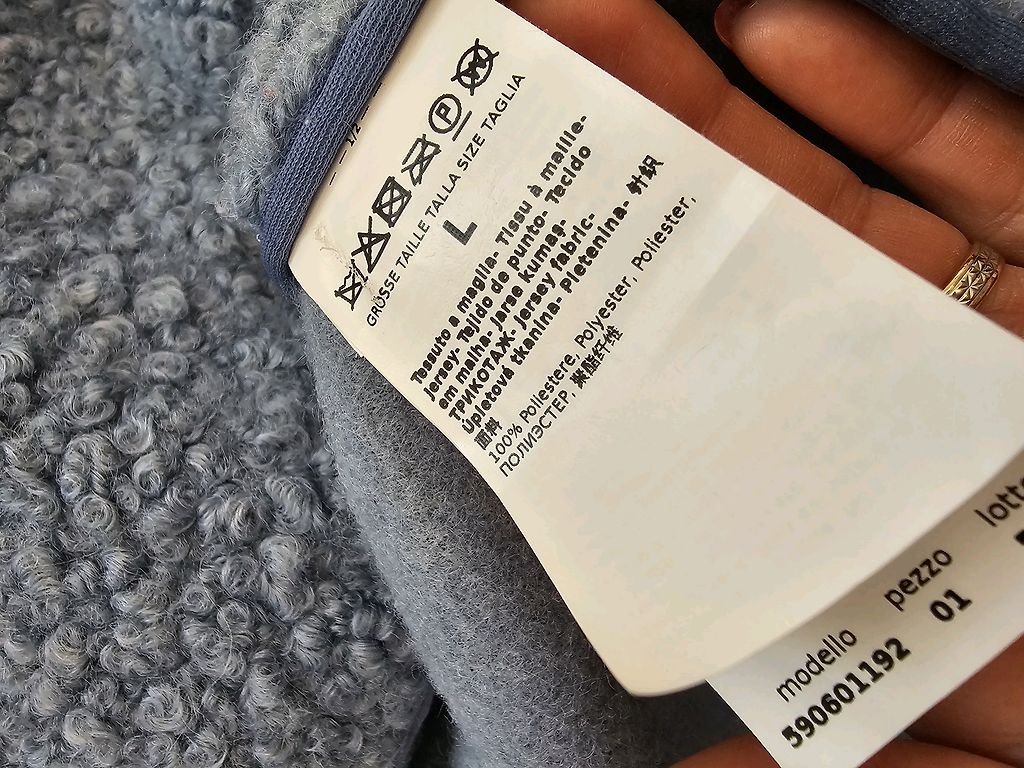 1/2
P
GRÖSSE TAILLE TALLA SIZE TAGLIA
L
Tessuto a maglia- Tissu à maille-
Jersey- Tejido de punto- Tecido
em malha- Jarse kumaş-
ТРИКОТАЖ- Jersey fabric-
Úpletová tkanina- Pletenina- 针织
面料
100% Poliestere, Polyester, Poliester,
ПОЛИЭСТЕР, 聚酯纤维
modello pezzo
590601192 01